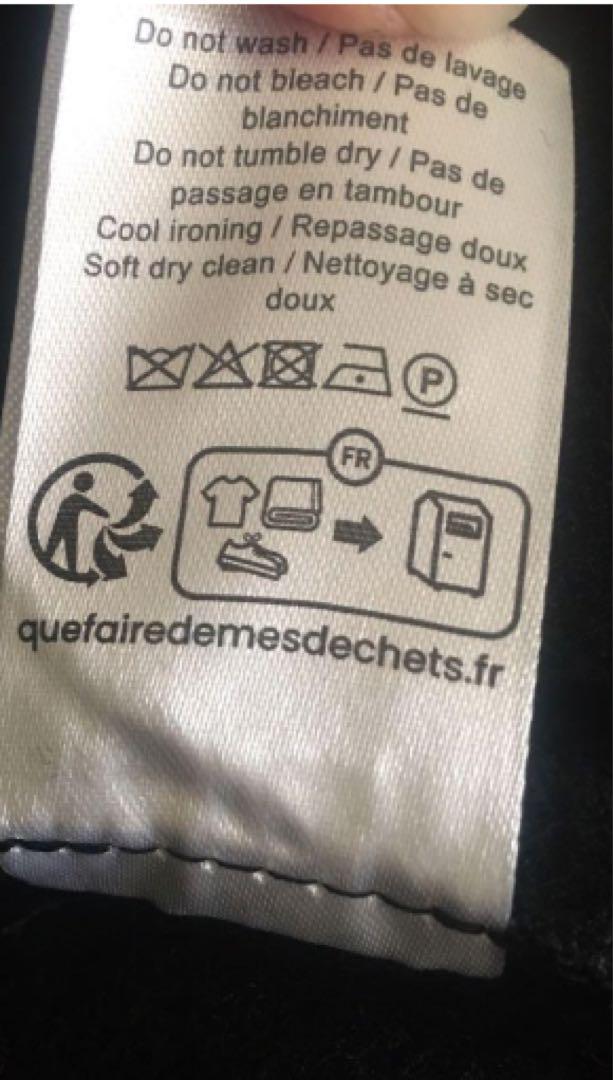 Do not wash / Pas de lavage
Do not bleach / Pas de
blanchiment
Do not tumble dry / Pas de
passage en tambour
Cool ironing / Repassage doux
Soft dry clean / Nettoyage à sec
doux
P
FR
quefairedemesdechets.fr